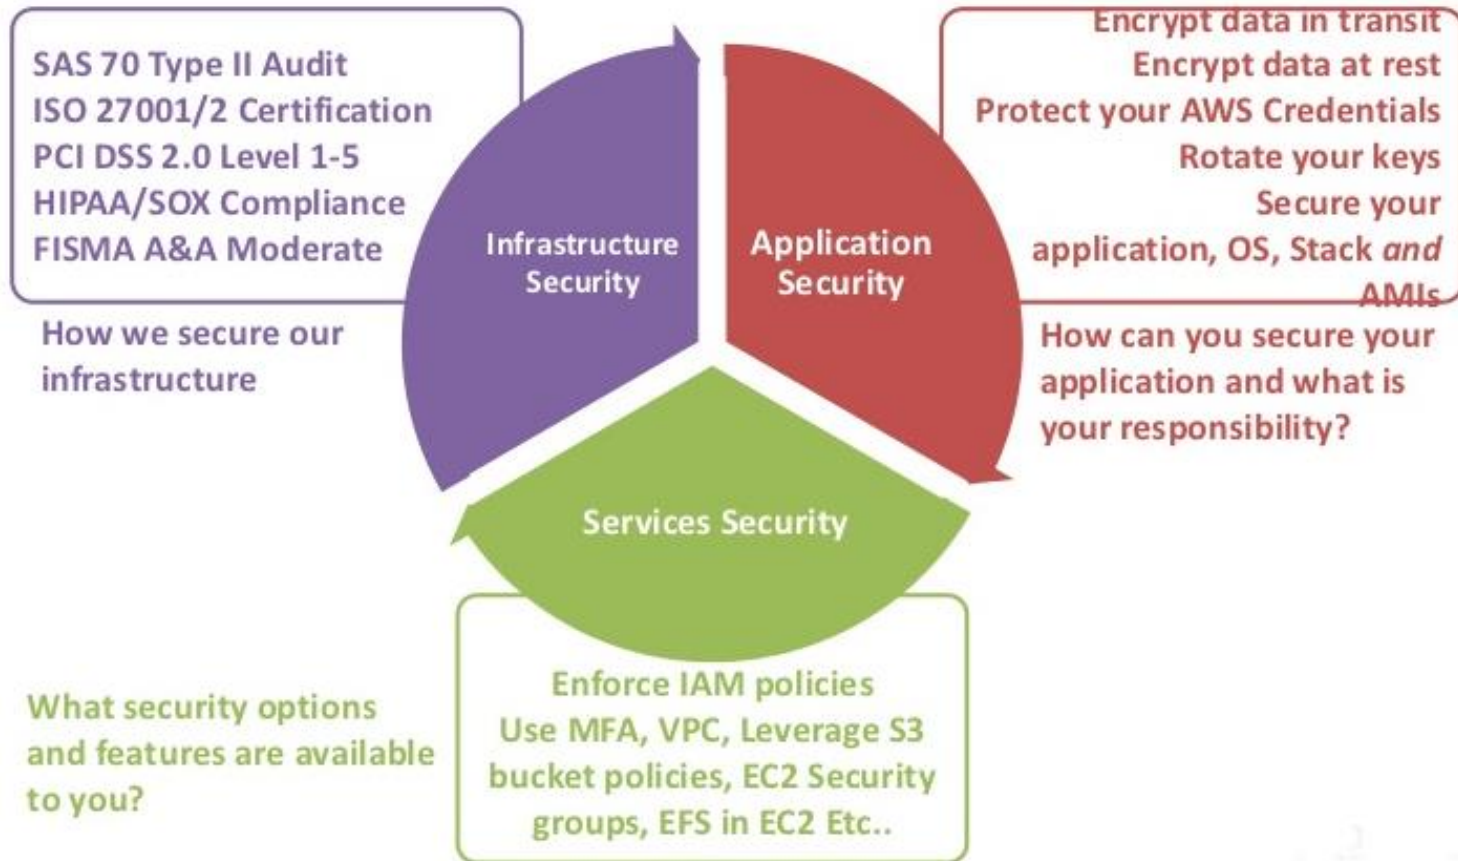 SAS 70 Type II Audit
ISO 27001/2 Certification
PCI DSS 2.0 Level 1-5
HIPAA/SOX Compliance
FISMA A&A Moderate
How we secure our
infrastructure
Infrastructure
Security
Application
Security
Encrypt data in transit
Encrypt data at rest
Protect your AWS Credentials
Rotate your keys
Secure your
application, OS, Stack and
AMIs
How can you secure your
application and what is
your responsibility?
Services Security
What security options
and features are available
to you?
Enforce IAM policies
Use MFA, VPC, Leverage S3
bucket policies, EC2 Security
groups, EFS in EC2 Etc..